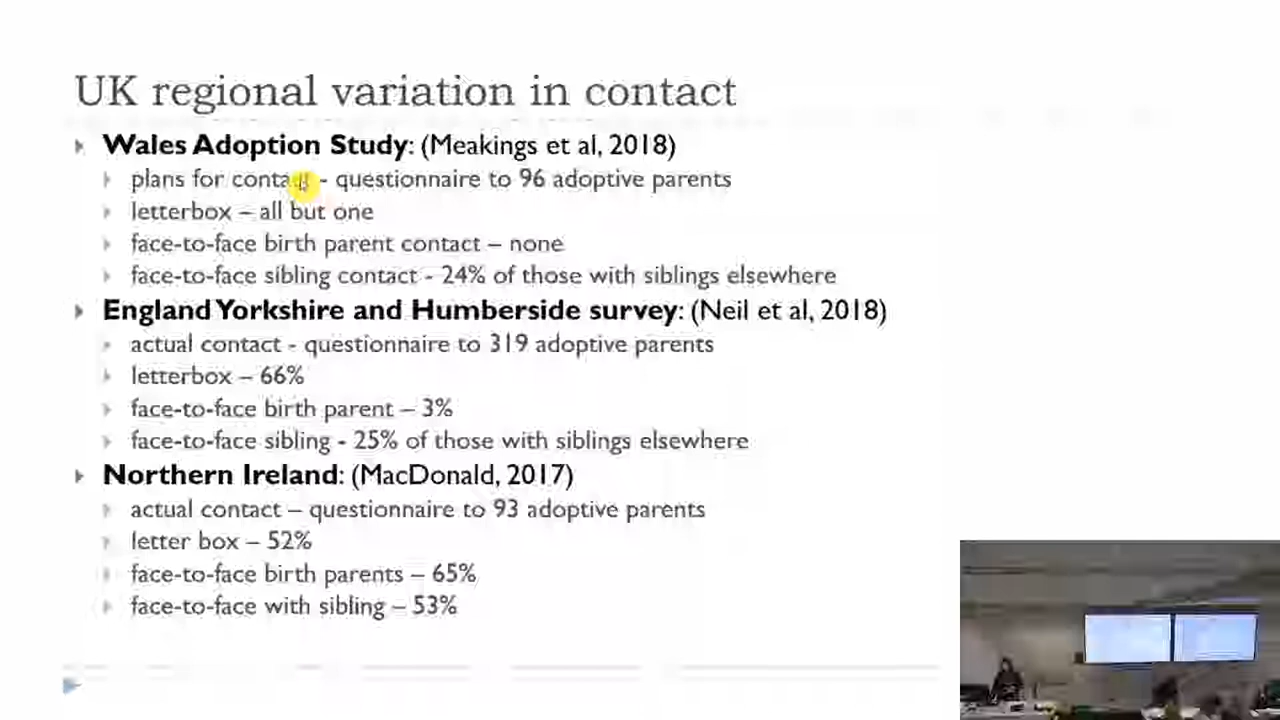 UK regional variation in contact
Wales Adoption Study: (Meakings et al, 2018)
plans for contact - questionnaire to 96 adoptive parents
letterbox – all but one
face-to-face birth parent contact – none
face-to-face sibling contact - 24% of those with siblings elsewhere
England Yorkshire and Humberside survey: (Neil et al, 2018)
actual contact - questionnaire to 319 adoptive parents
letterbox – 66%
face-to-face birth parent – 3%
face-to-face sibling - 25% of those with siblings elsewhere
Northern Ireland: (MacDonald, 2017)
actual contact – questionnaire to 93 adoptive parents
letter box – 52%
face-to-face birth parents – 65%
face-to-face with sibling – 53%